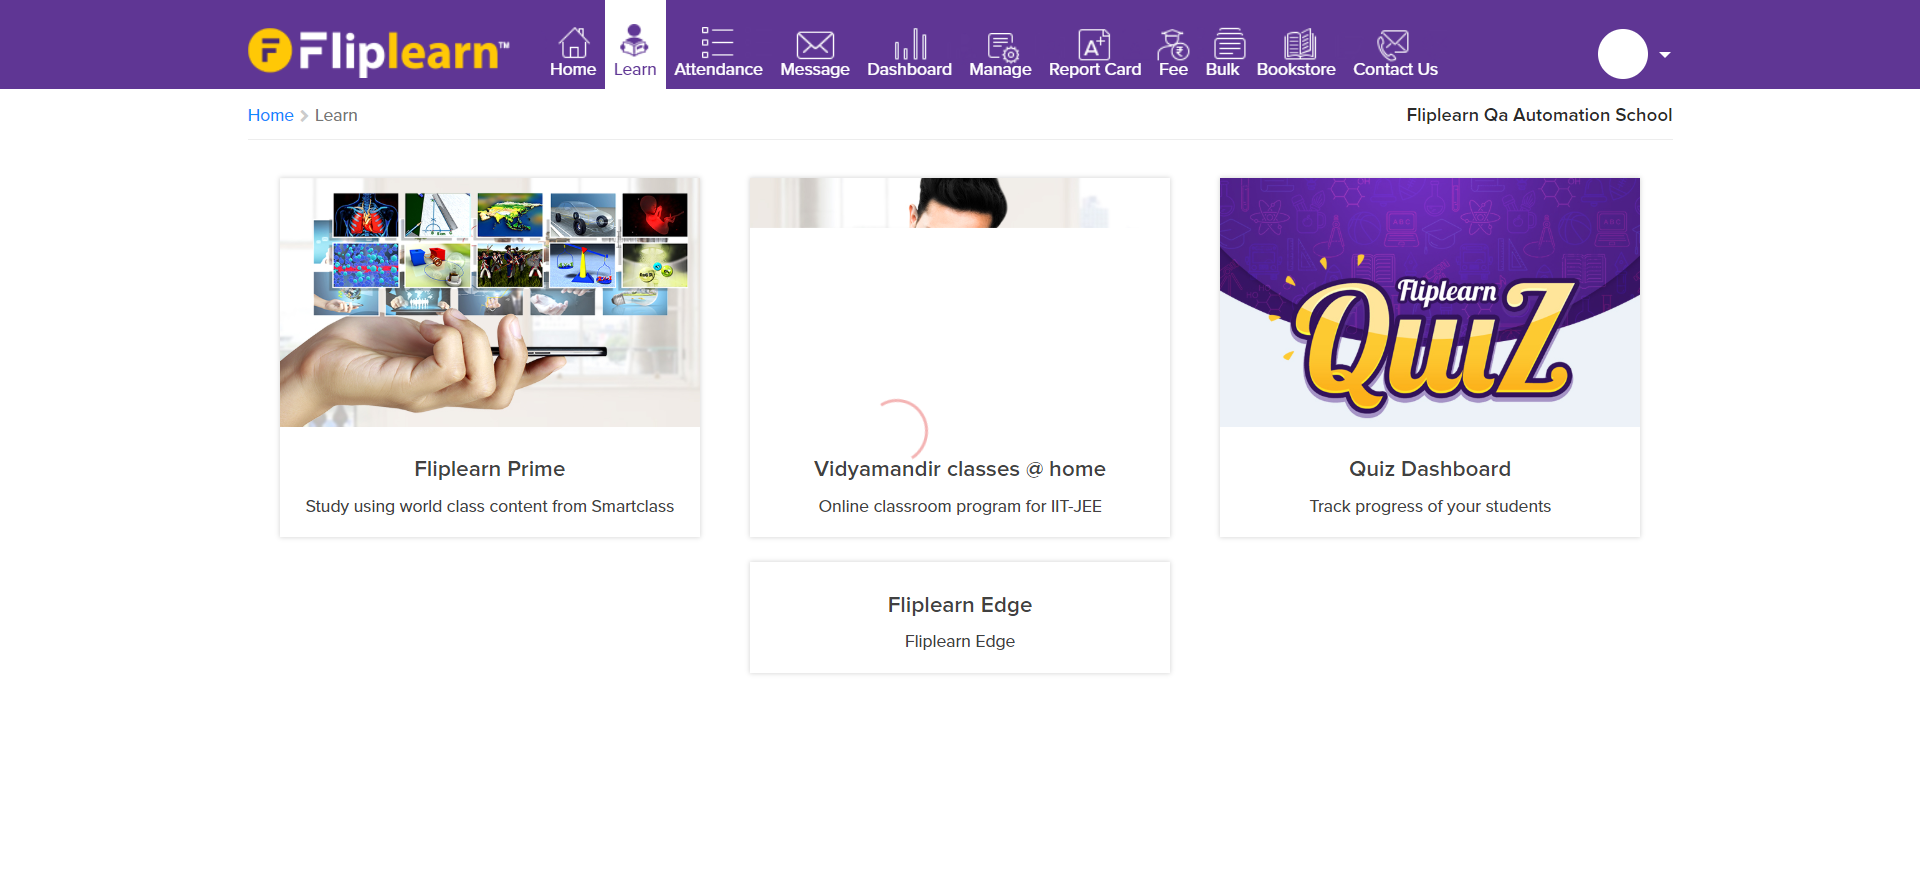 Fliplearn™
Home
Learn
Attendance
Message
Dashboard
Manage
A+
Report Card
Fee
Bulk
Bookstore
Contact Us
Home > Learn
Fliplearn Qa Automation School
Fliplearn
QuiZ
Fliplearn Prime
Study using world class content from Smartclass
Vidyamandir classes @ home
Online classroom program for IIT-JEE
Quiz Dashboard
Track progress of your students
Fliplearn Edge
Fliplearn Edge